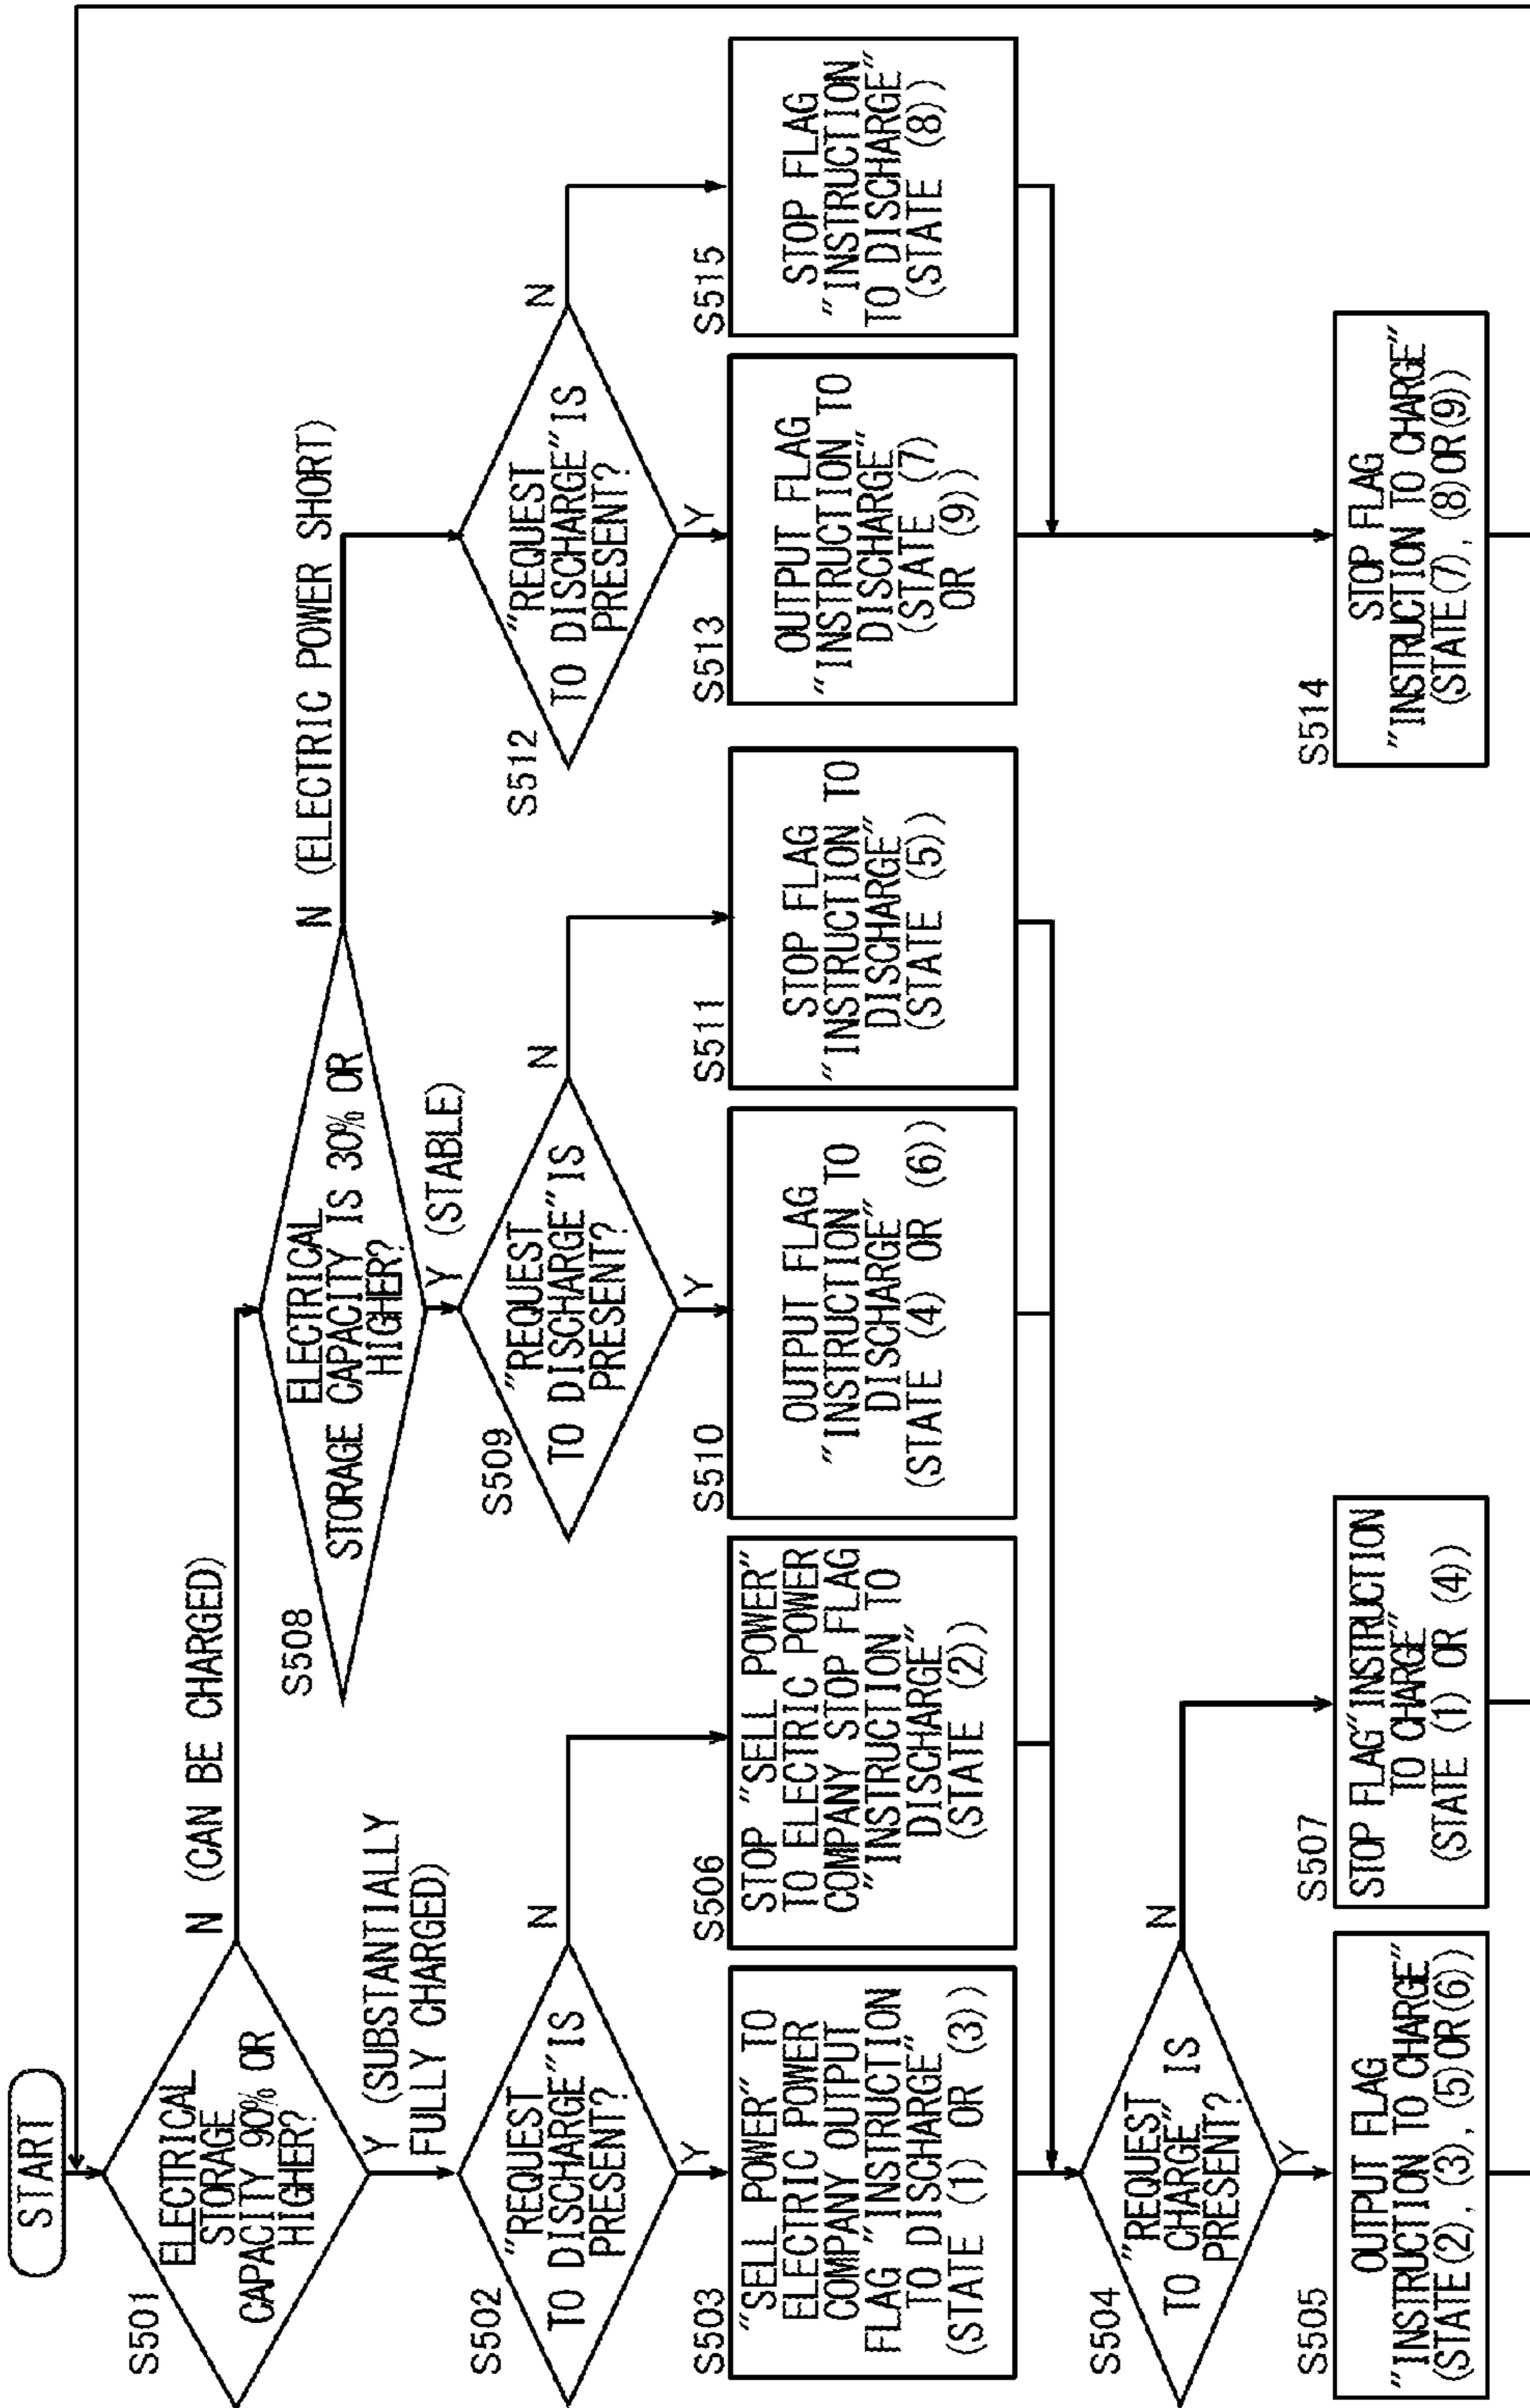 START
S501
ELECTRICAL
STORAGE
CAPACITY 90% OR
HIGHER?
N (CAN BE CHARGED)
Y (SUBSTANTIALLY
FULLY CHARGED)
S502
"REQUEST
TO DISCHARGE"IS
PRESENT?
N
Y
S503
"SELL POWER" TO
ELECTRIC POWER
COMPANY OUTPUT
FLAG "INSTRUCTION
TO DISCHARGE"
(STATE (1) OR (3))
S506
STOP "SELL POWER"
TO ELECTRIC POWER
COMPANY STOP FLAG
"INSTRUCTION TO
DISCHARGE"
(STATE (2))
S504
"REQUEST
TO CHARGE" IS
PRESENT?
N
Y
S505
OUTPUT FLAG
"INSTRUCTION TO CHARGE"
(STATE(2), (3), (5)OR(6))
S507
STOP FLAG"INSTRUCTION
TO CHARGE"
(STATE (1) OR (4))
S508
ELECTRICAL
STORAGE CAPACITY IS 30% OR
HIGHER?
N (ELECTRIC POWER SHORT)
Y (STABLE)
S509
"REQUEST
TO DISCHARGE"IS
PRESENT?
N
Y
S510
OUTPUT FLAG
"INSTRUCTION TO
DISCHARGE"
(STATE (4) OR (6))
S511
STOP FLAG
"INSTRUCTION TO
DISCHARGE"
(STATE (5))
S512
"REQUEST
TO DISCHARGE"IS
PRESENT?
N
Y
S513
OUTPUT FLAG
"INSTRUCTION TO
DISCHARGE"
(STATE (7)
OR (9))
S515
STOP FLAG
"INSTRUCTION
TO DISCHARGE"
(STATE (8))
S514
STOP FLAG
"INSTRUCTION TO CHARGE"
(STATE(7), (8)OR(9))